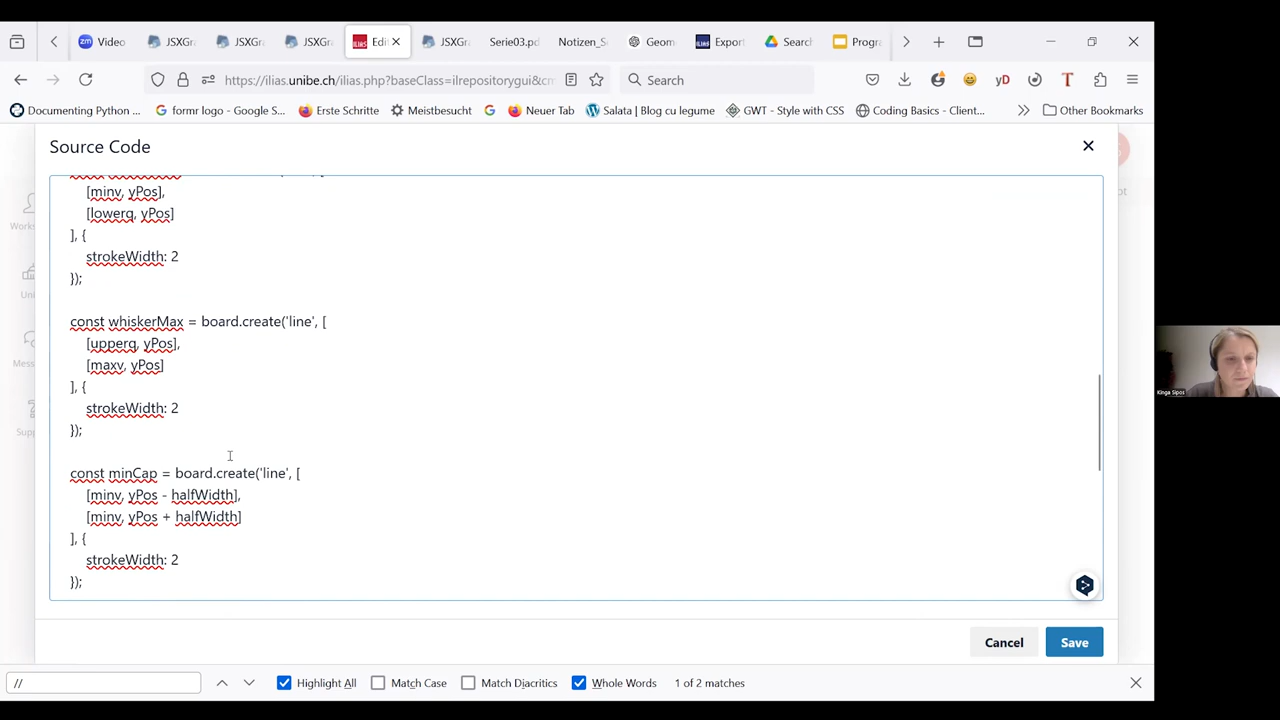 Video
JSXGr
JSXGr
JSXGr
Edi
JSXGr
Serie03.pd
Notizen_S
Geom
Export
Search
Progra
https://ilias.unibe.ch/ilias.php?baseClass=ilrepositorygui&c
Search
yD
T
Documenting Python ...
formr logo - Google S...
Erste Schritte
Meistbesucht
Neuer Tab
Salata | Blog cu legume
GWT - Style with CSS
Coding Basics - Client...
Other Bookmarks
Source Code
[minv, yPos],
[lowerq, yPos]
], {
strokeWidth: 2
});
const whiskerMax = board.create('line', [
[upperq, yPos],
[maxv, yPos]
], {
strokeWidth: 2
});
const minCap = board.create('line', [
[minv, yPos - halfWidth],
[minv, yPos + halfWidth]
], {
strokeWidth: 2
});
Cancel
Save
//
Highlight All
Match Case
Match Diacritics
Whole Words
1 of 2 matches
Kinga Sipos